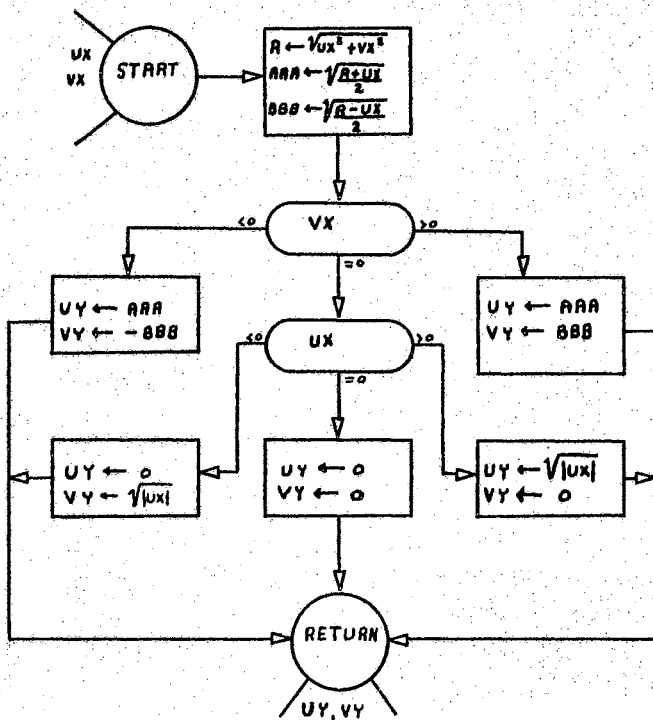 UX
VX
START
R ← √UX² + VX²
AAA ← √R+UX/2
BBB ← √R-UX/2
VX
<0
>0
=0
UY ← AAA
VY ← -BBB
UY ← AAA
VY ← BBB
UX
<0
>0
=0
UY ← 0
VY ← √|UX|
UY ← 0
VY ← 0
UY ← √|UX|
VY ← 0
RETURN
UY, VY